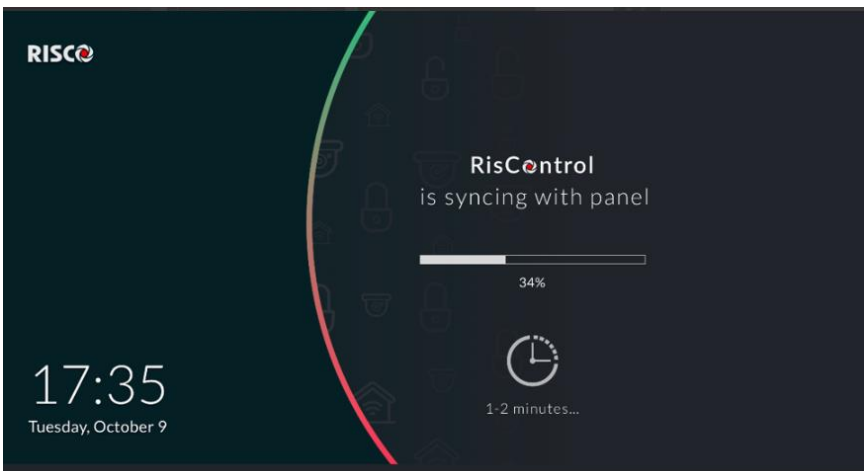 RISCO
RisControl
is syncing with panel
34%
17:35
1-2 minutes...
Tuesday, October 9